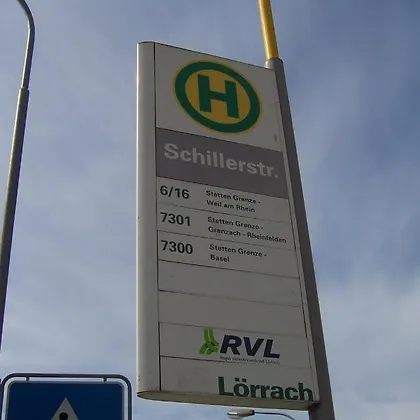 H
Schillerstr.
6/16 Stetten Grenze -
Weil am Rhein
7301 Stetten Grenze -
Grenzach - Rheinfelden
7300 Stetten Grenze -
Basel
RVL
Lörrach